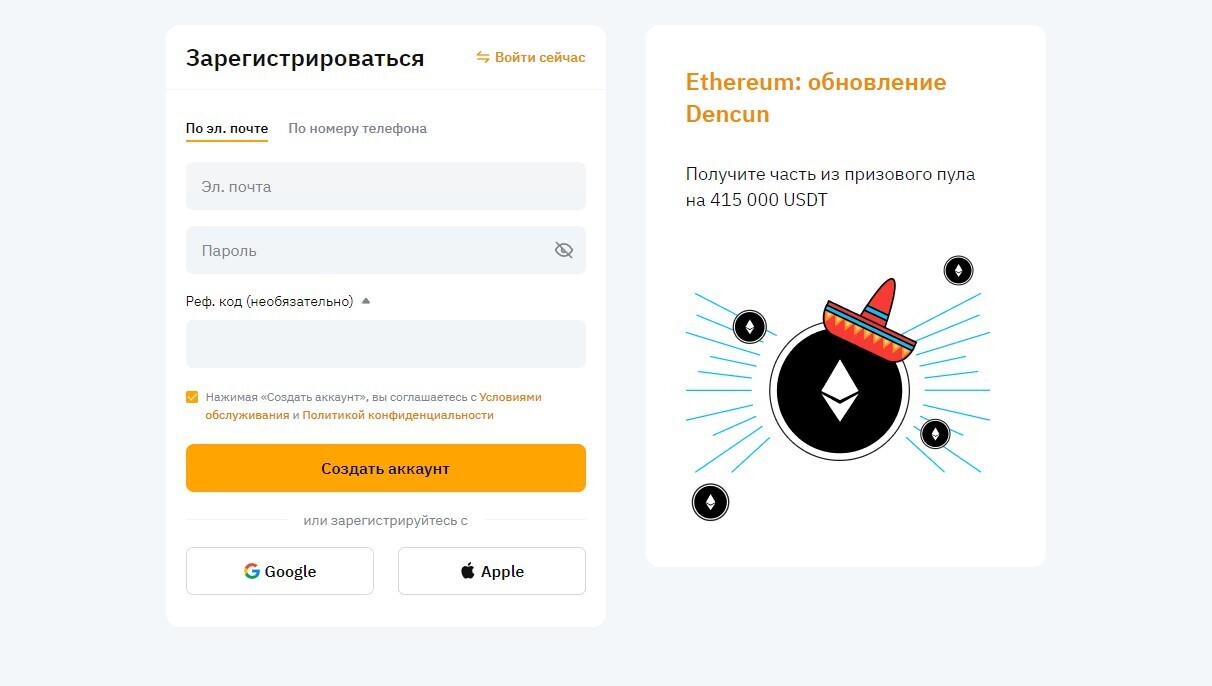 Зарегистрироваться
Войти сейчас
По эл. почте
По номеру телефона
Эл. почта
Пароль
Реф. код (необязательно)
Нажимая «Создать аккаунт», вы соглашаетесь с Условиями
обслуживания и Политикой конфиденциальности
Создать аккаунт
или зарегистрируйтесь с
Google
Apple
Ethereum: обновление
Dencun
Получите часть из призового пула
на 415 000 USDT